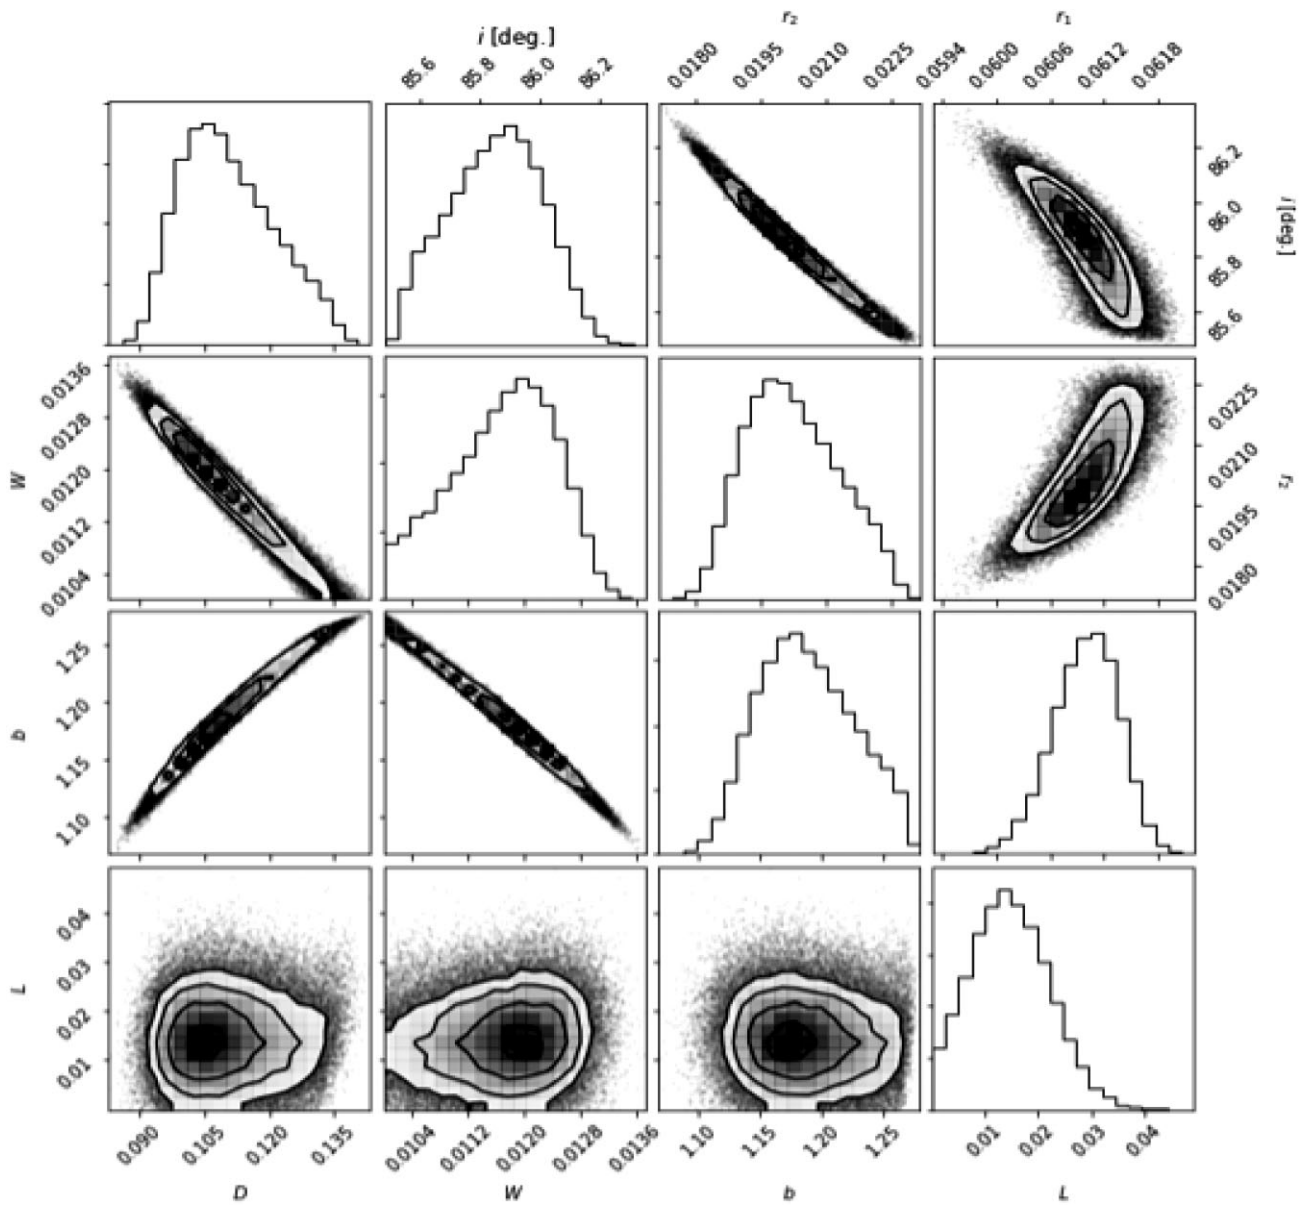 i [deg.]
r₂
r₁
85.6 85.8 86.0 86.2
0.0180 0.0195 0.0210 0.0225
0.0594 0.0600 0.0606 0.0612 0.0618
86.2
86.0
85.8
85.6
i [deg.]
W
0.0136
0.0128
0.0120
0.0112
0.0104
0.0225
0.0210
0.0195
0.0180
r₂
b
1.25
1.20
1.15
1.10
L
0.04
0.03
0.02
0.01
0.090 0.105 0.120 0.135
0.0104 0.0112 0.0120 0.0128 0.0136
1.10 1.15 1.20 1.25
0.01 0.02 0.03 0.04
D
W
b
L